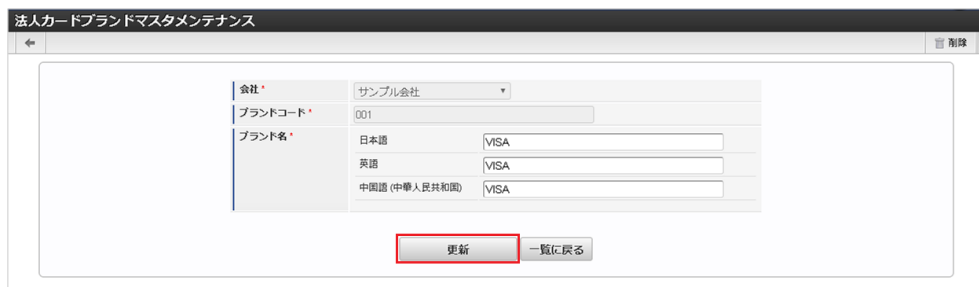 法人カードブランドマスタメンテナンス
削除
会社* サンプル会社
ブランドコード* 001
ブランド名* 日本語 VISA
英語 VISA
中国語 (中華人民共和国) VISA
更新 一覧に戻る